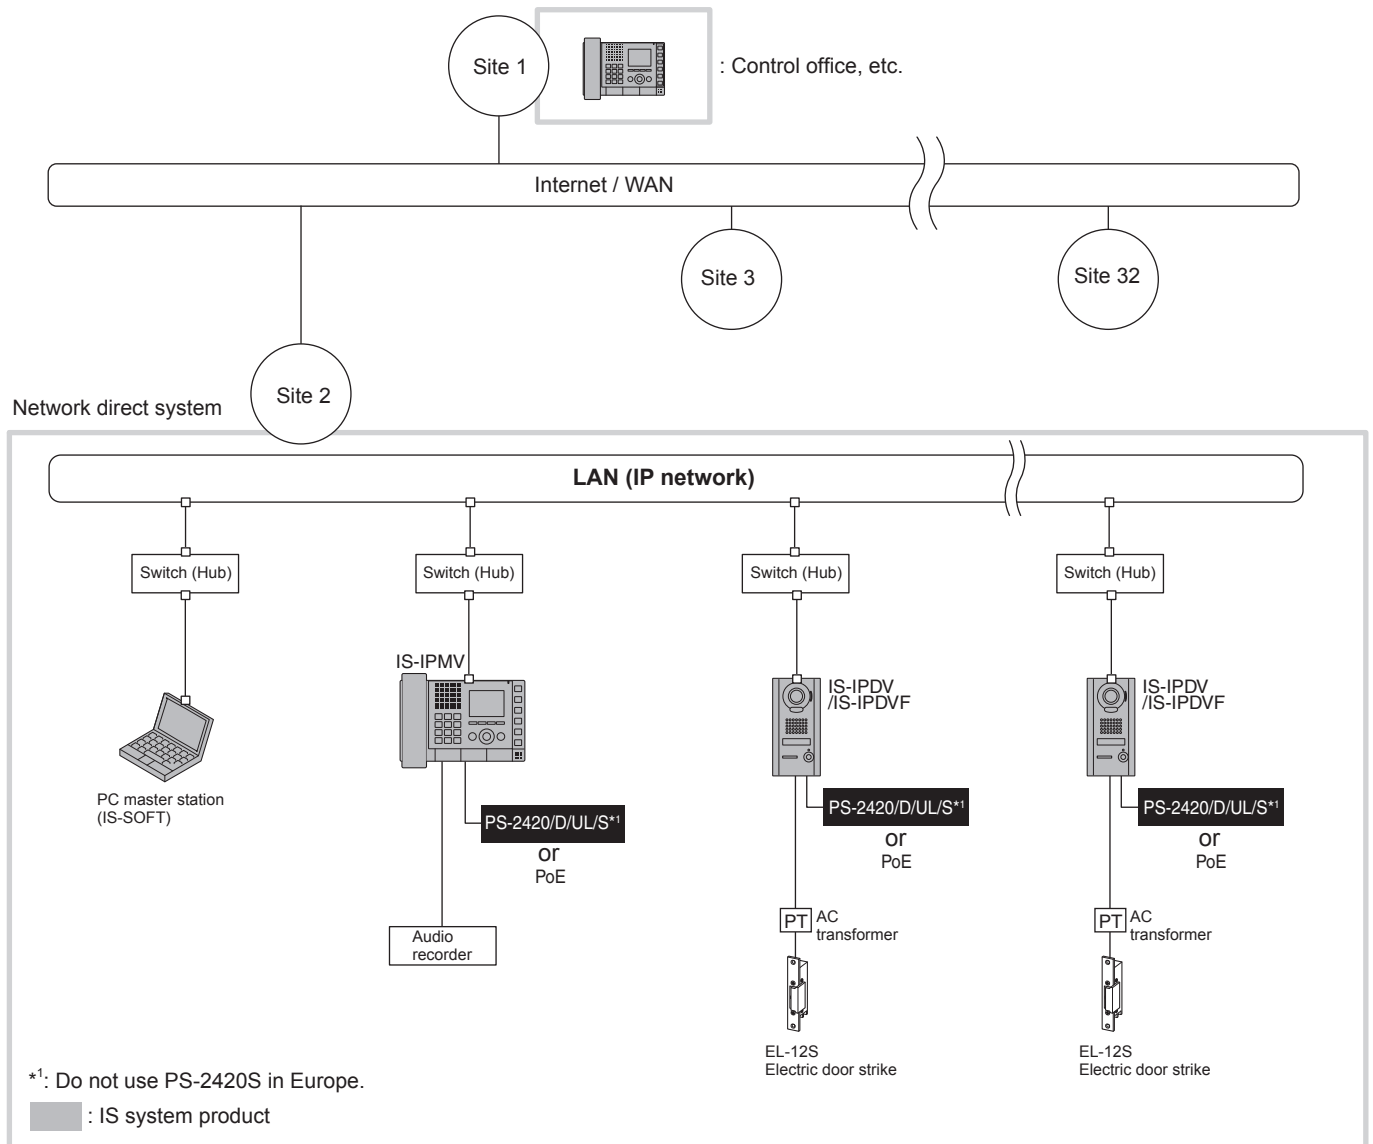 Site 1
: Control office, etc.
Internet / WAN
Site 3
Site 32
Site 2
Network direct system
LAN (IP network)
Switch (Hub)
Switch (Hub)
Switch (Hub)
Switch (Hub)
IS-IPMV
IS-IPDV
/IS-IPDVF
IS-IPDV
/IS-IPDVF
PC master station
(IS-SOFT)
PS-2420/D/UL/S*1
or
PoE
PS-2420/D/UL/S*1
or
PoE
PS-2420/D/UL/S*1
or
PoE
Audio
recorder
PT
AC
transformer
PT
AC
transformer
EL-12S
Electric door strike
EL-12S
Electric door strike
*1: Do not use PS-2420S in Europe.
: IS system product